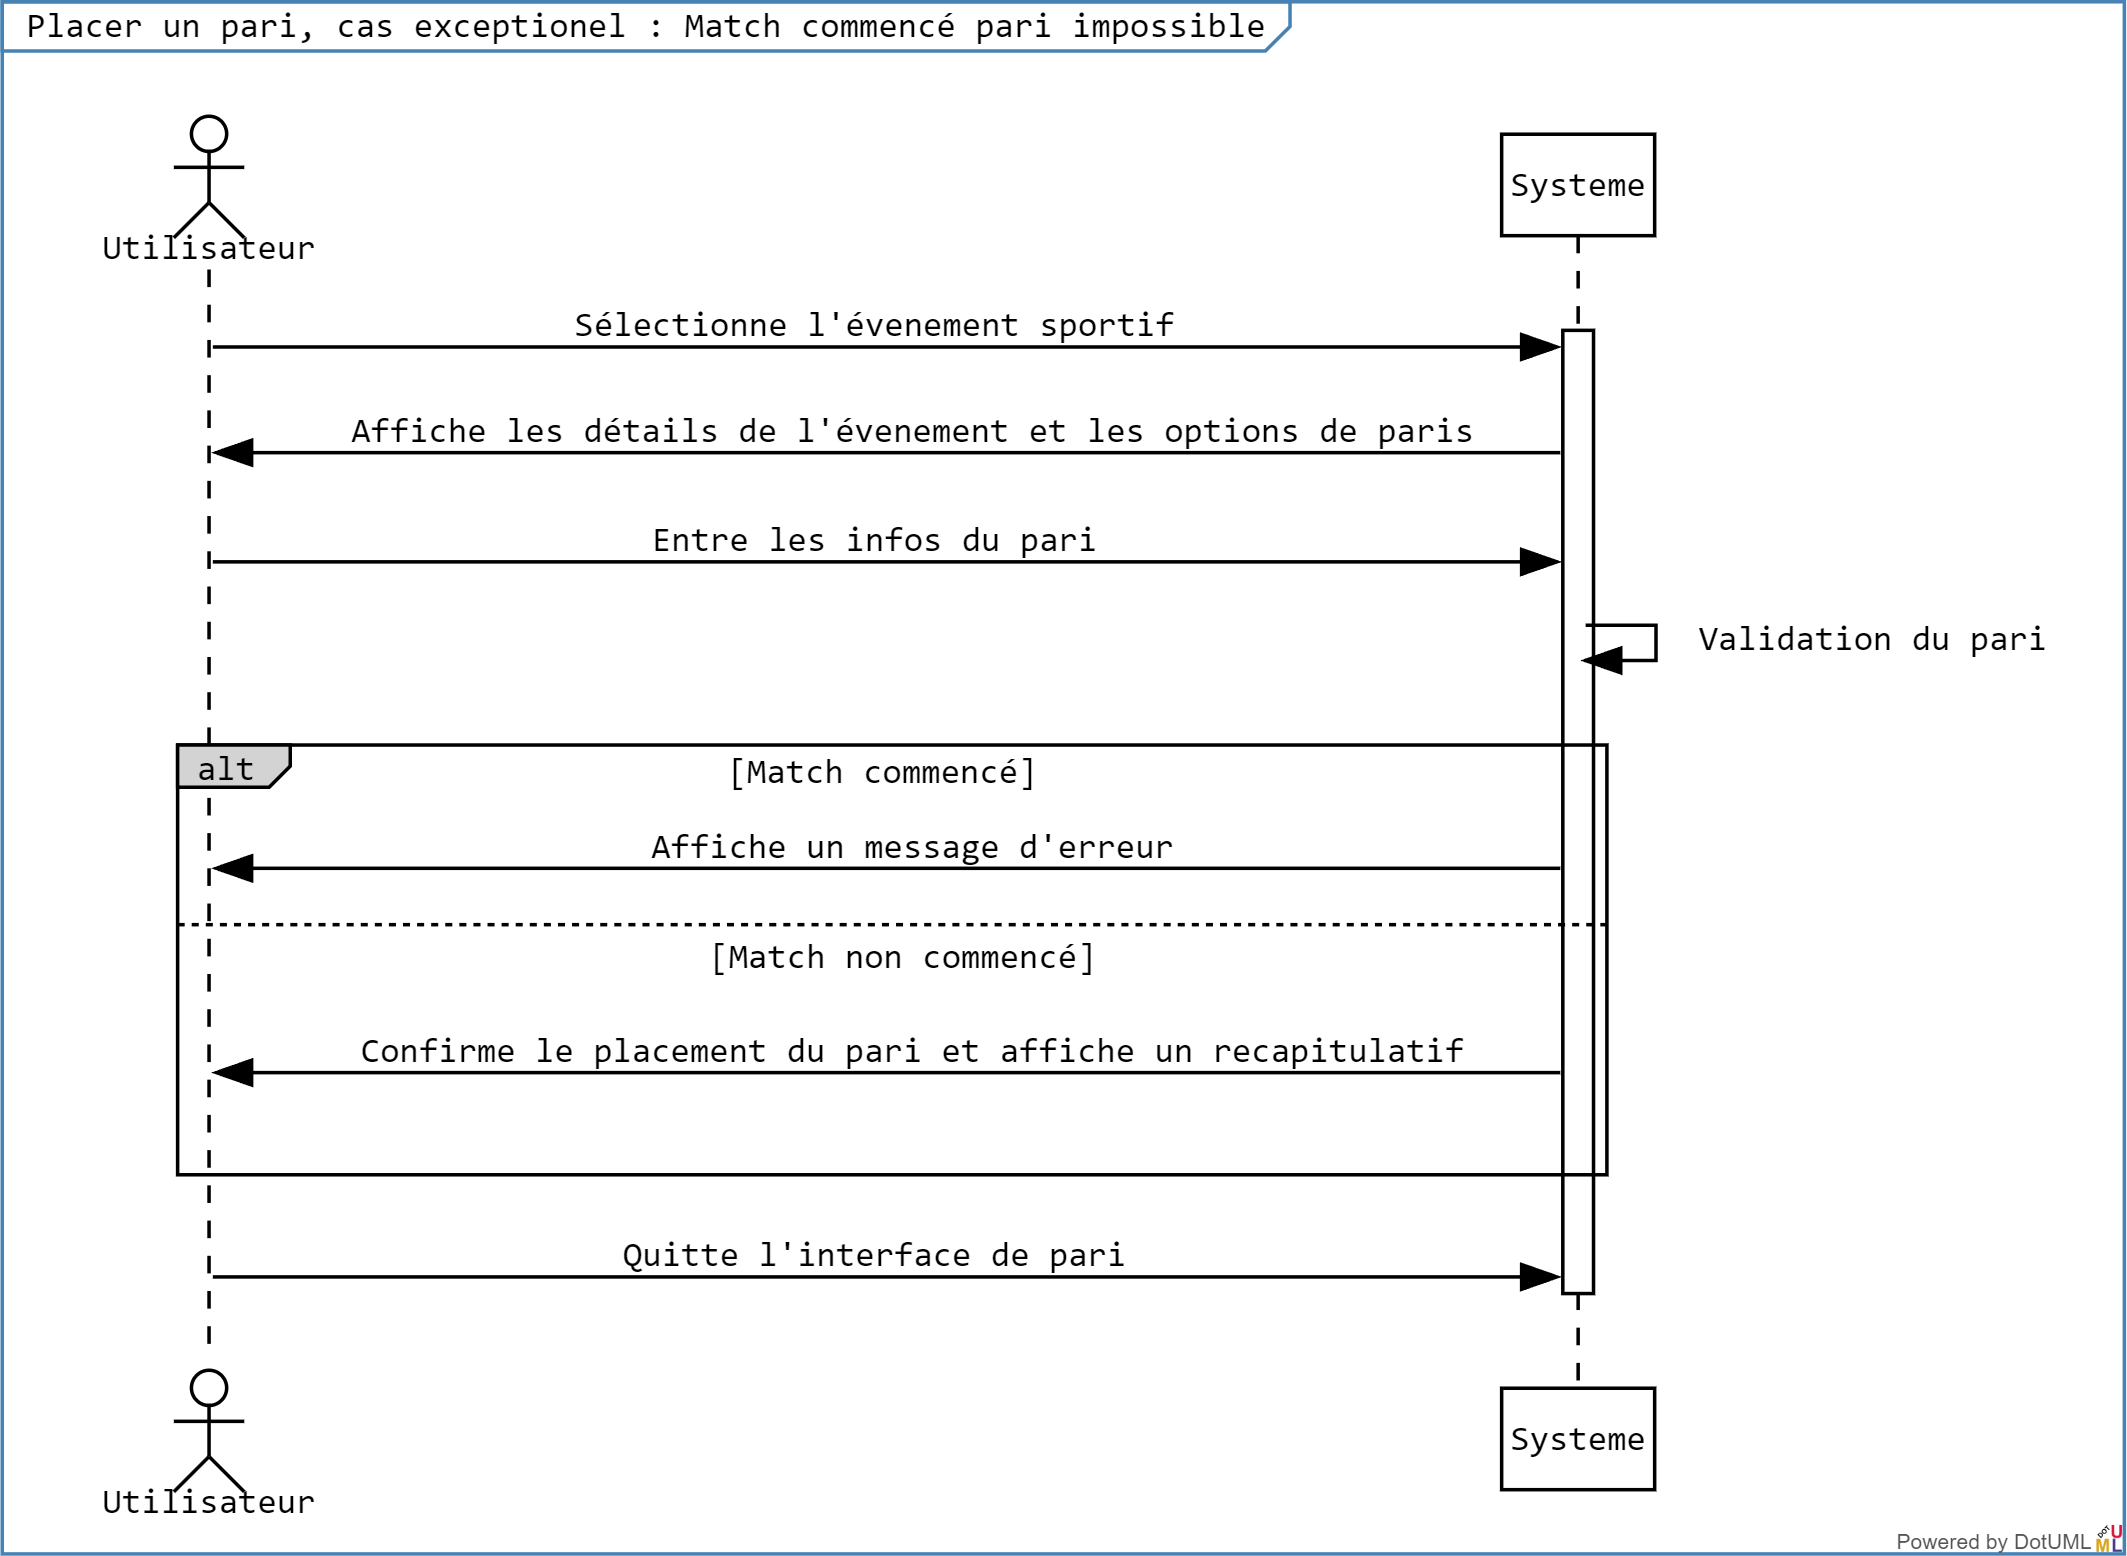 Placer un pari, cas exceptionel : Match commencé pari impossible
Utilisateur
Systeme
Sélectionne l'évenement sportif
Affiche les détails de l'évenement et les options de paris
Entre les infos du pari
Validation du pari
alt
[Match commencé]
Affiche un message d'erreur
[Match non commencé]
Confirme le placement du pari et affiche un recapitulatif
Quitte l'interface de pari
Utilisateur
Systeme
Powered by DotUML
DOT
U
ML